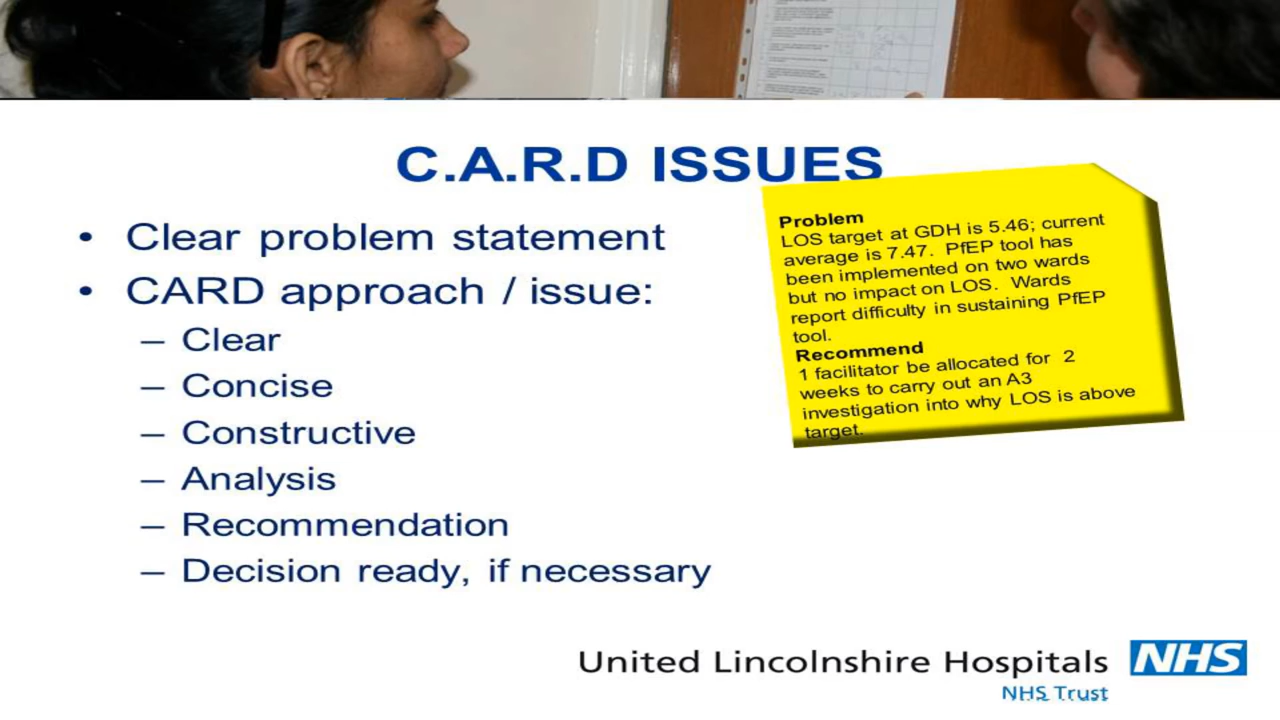 C.A.R.D ISSUES
• Clear problem statement
• CARD approach / issue:
– Clear
– Concise
– Constructive
– Analysis
– Recommendation
– Decision ready, if necessary
Problem
LOS target at GDH is 5.46; current
average is 7.47. PfEP tool has
been implemented on two wards
but no impact on LOS. Wards
report difficulty in sustaining PfEP
tool.
Recommend
1 facilitator be allocated for 2
weeks to carry out an A3
investigation into why LOS is above
target.
United Lincolnshire Hospitals NHS
NHS Trust